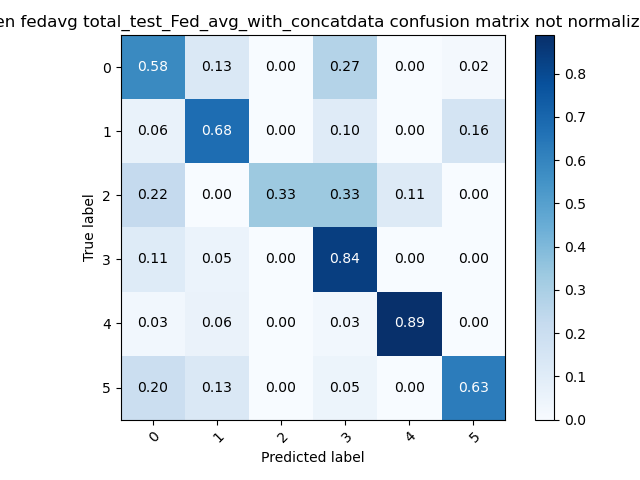 en fedavg total_test_Fed_avg_with_concatdata confusion matrix not normaliz
0 0.58 0.13 0.00 0.27 0.00 0.02
1 0.06 0.68 0.00 0.10 0.00 0.16
2 0.22 0.00 0.33 0.33 0.11 0.00
3 0.11 0.05 0.00 0.84 0.00 0.00
4 0.03 0.06 0.00 0.03 0.89 0.00
5 0.20 0.13 0.00 0.05 0.00 0.63
0 1 2 3 4 5
True label
Predicted label
0.8
0.7
0.6
0.5
0.4
0.3
0.2
0.1
0.0